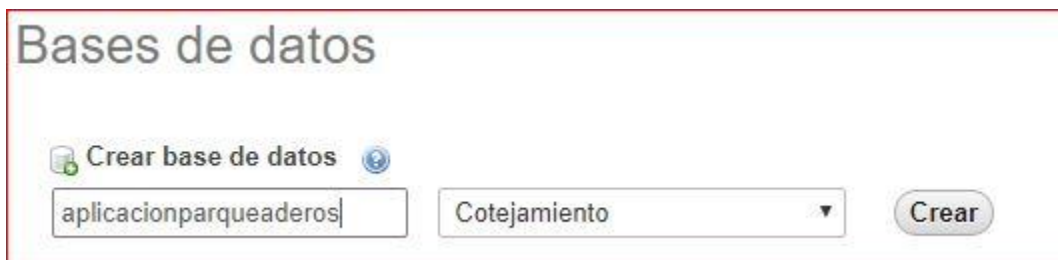 Bases de datos
Crear base de datos
aplicacionparqueaderos Cotejamiento Crear